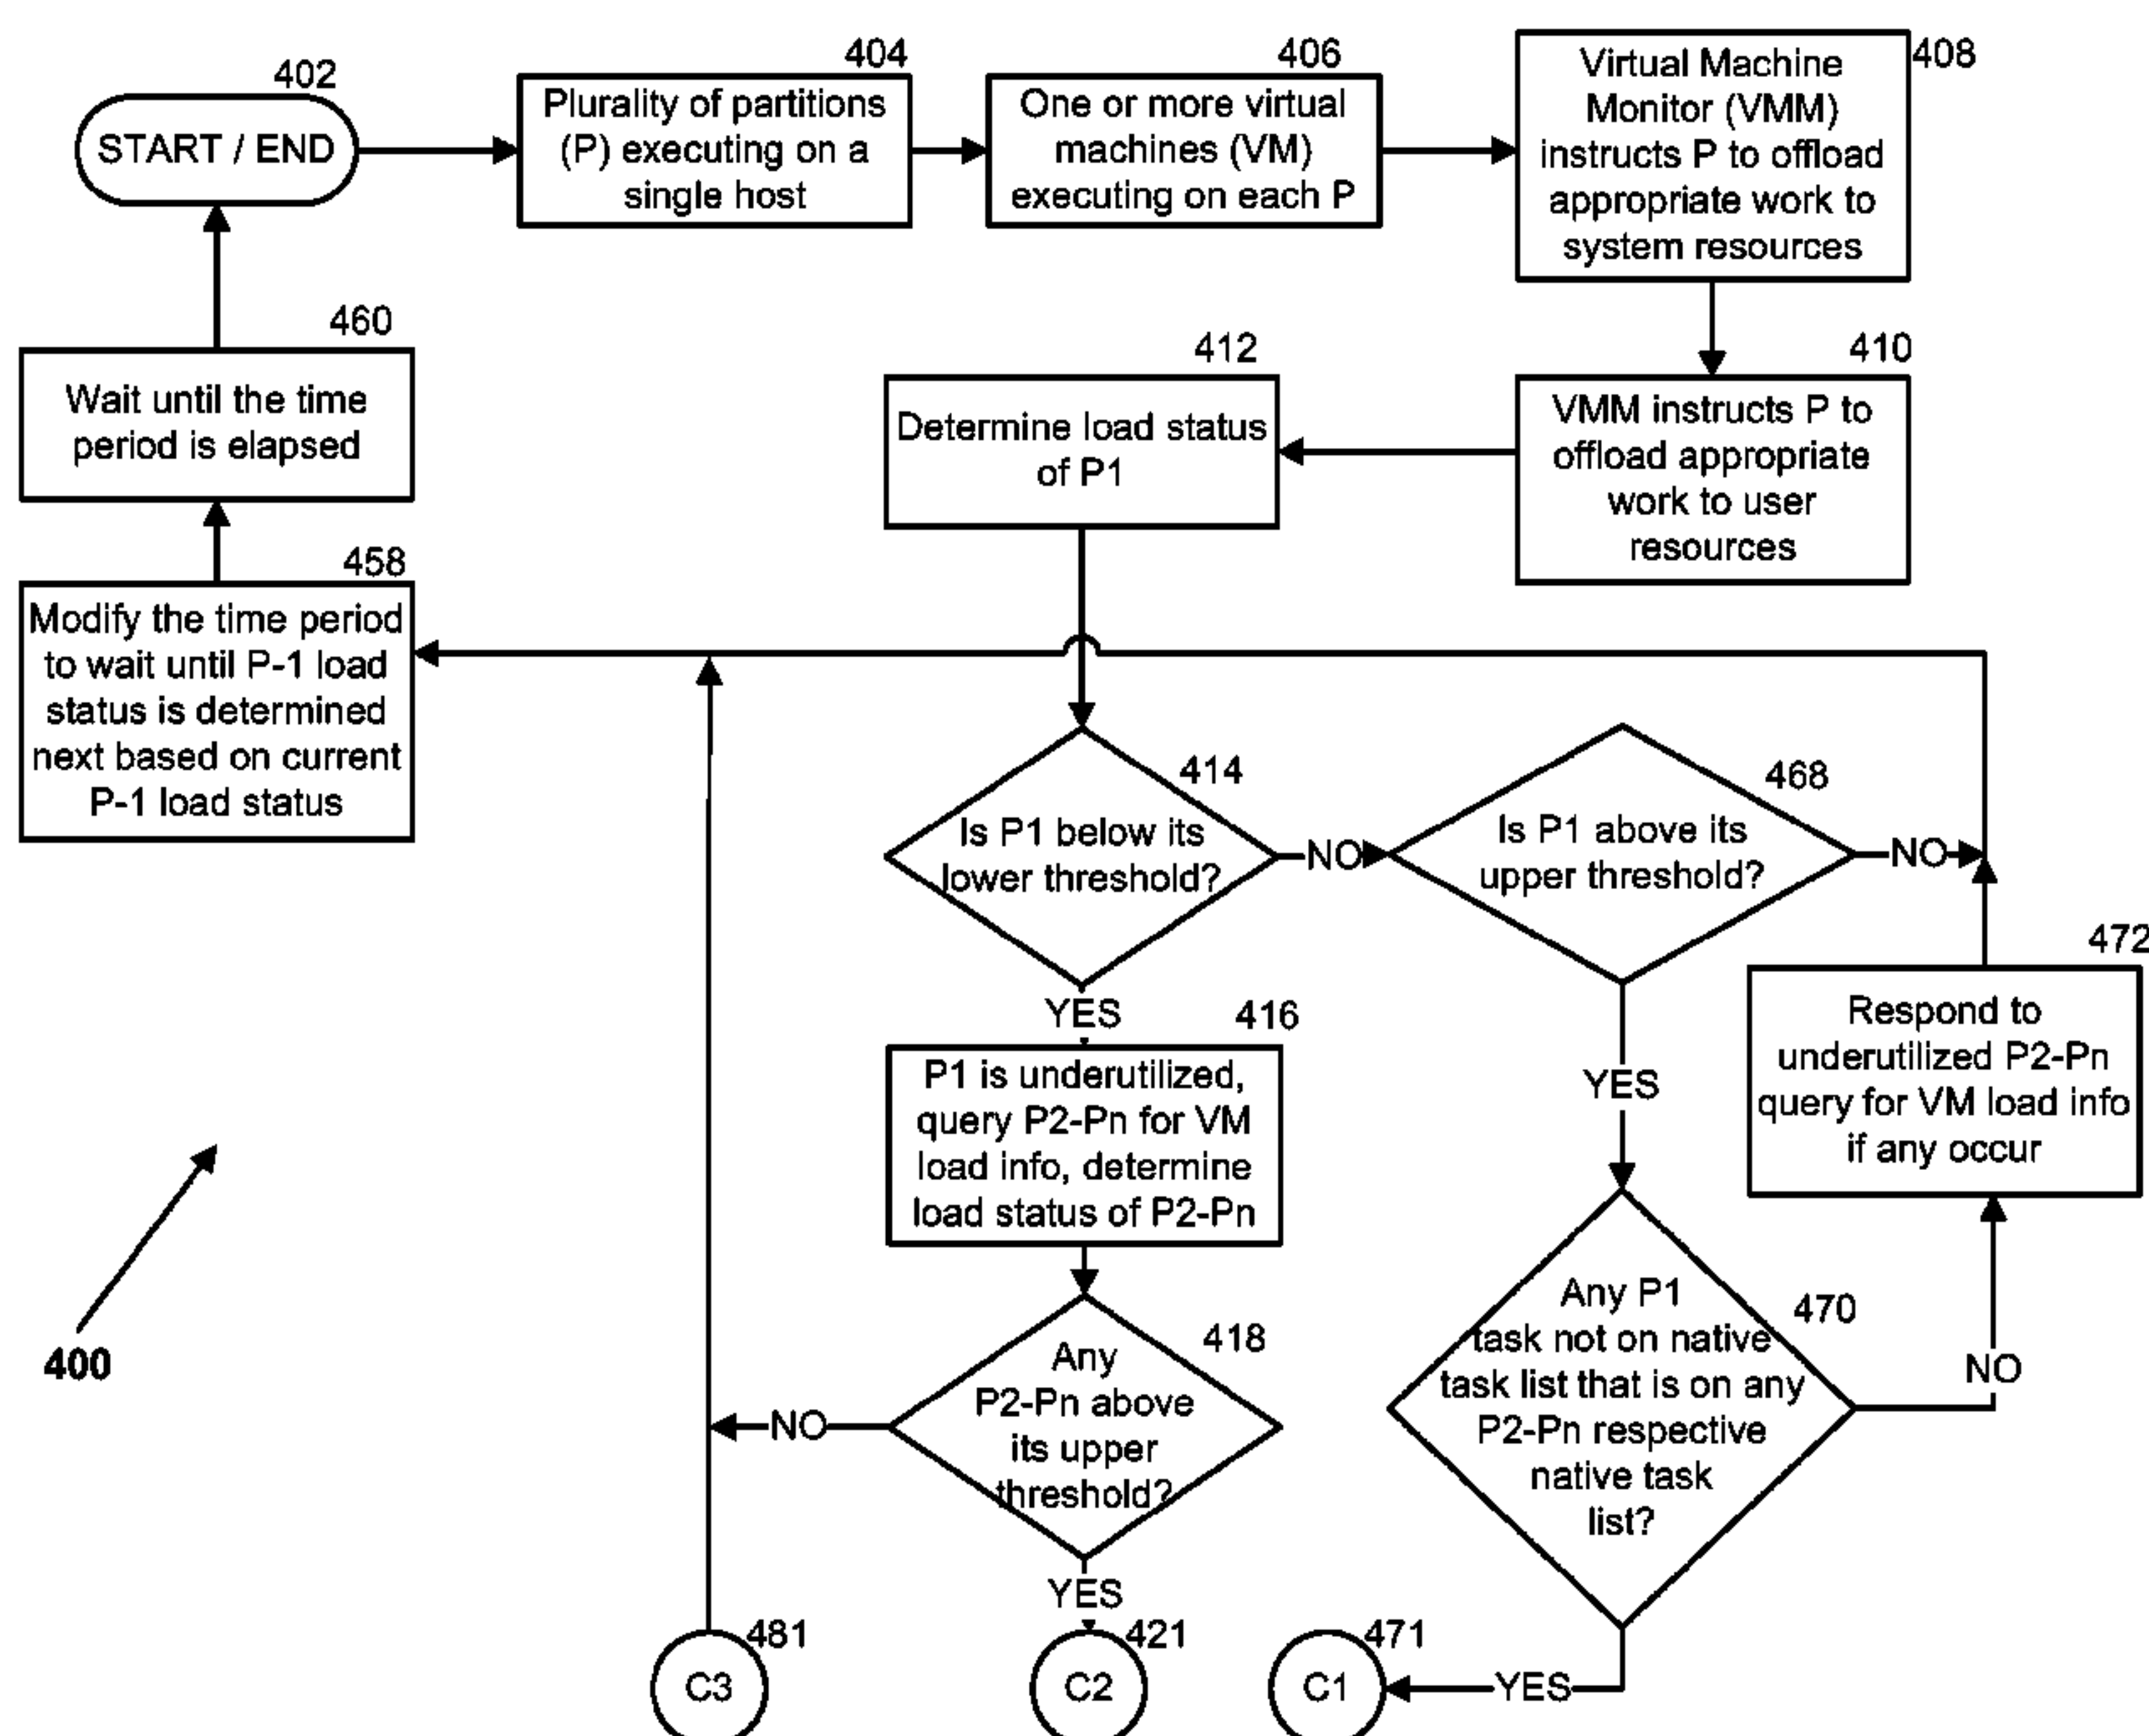 402
START / END
404
Plurality of partitions
(P) executing on a
single host
406
One or more virtual
machines (VM)
executing on each P
408
Virtual Machine
Monitor (VMM)
instructs P to offload
appropriate work to
system resources
410
VMM instructs P to
offload appropriate
work to user
resources
412
Determine load status
of P1
460
Wait until the time
period is elapsed
458
Modify the time period
to wait until P-1 load
status is determined
next based on current
P-1 load status
414
Is P1 below its
lower threshold?
NO
468
Is P1 above its
upper threshold?
NO
YES
416
P1 is underutilized,
query P2-Pn for VM
load info, determine
load status of P2-Pn
YES
472
Respond to
underutilized P2-Pn
query for VM load info
if any occur
418
Any
P2-Pn above
its upper
threshold?
NO
YES
470
Any P1
task not on native
task list that is on any
P2-Pn respective
native task
list?
NO
YES
400
481
C3
421
C2
471
C1